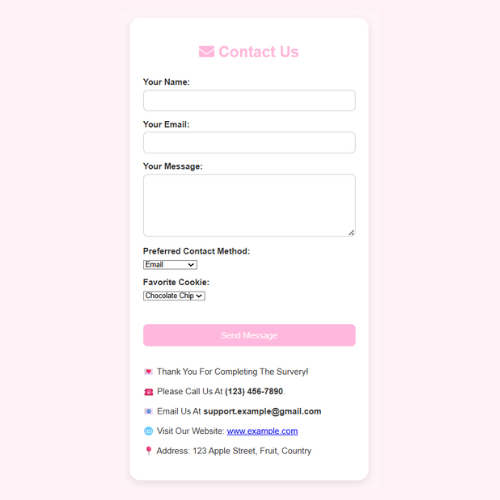 Contact Us
Your Name:
Your Email:
Your Message:
Preferred Contact Method:
Email
Favorite Cookie:
Chocolate Chip
Send Message
Thank You For Completing The Survery!
Please Call Us At (123) 456-7890.
Email Us At support.example@gmail.com
Visit Our Website: www.example.com
Address: 123 Apple Street, Fruit, Country